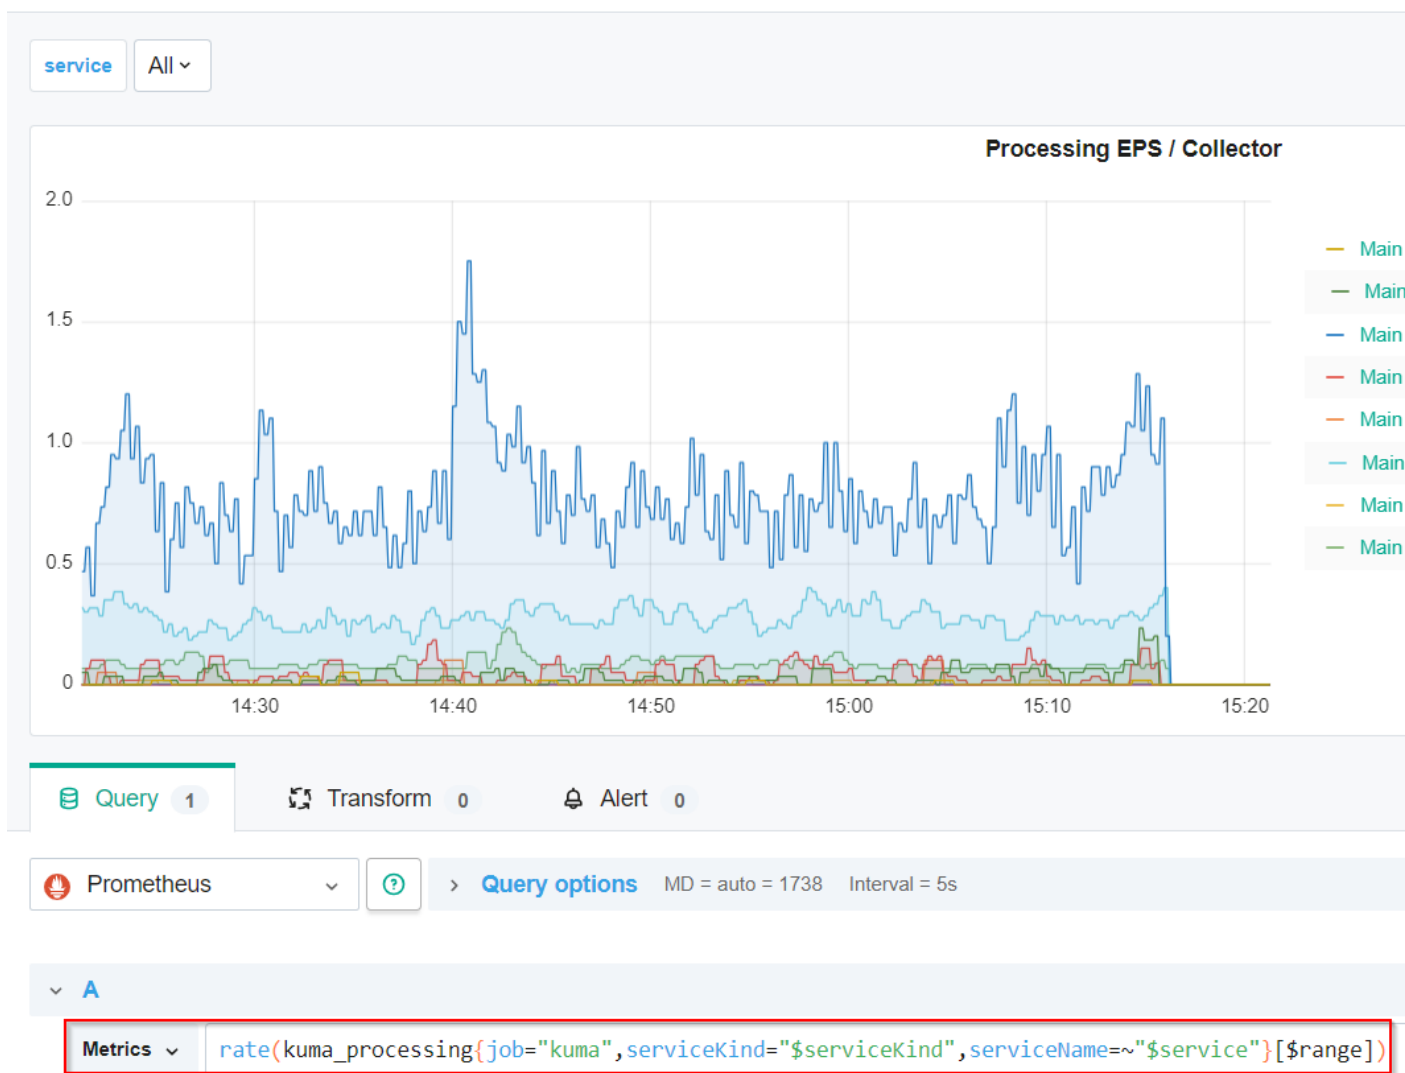 service All
Processing EPS / Collector
2.0
1.5
1.0
0.5
0
14:30 14:40 14:50 15:00 15:10 15:20
Main
Main
Main
Main
Main
Main
Main
Main
Query 1 Transform 0 Alert 0
Prometheus ? > Query options MD = auto = 1738 Interval = 5s
A
Metrics rate(kuma_processing{job="kuma",serviceKind="$serviceKind",serviceName=~"$service"}[$range])